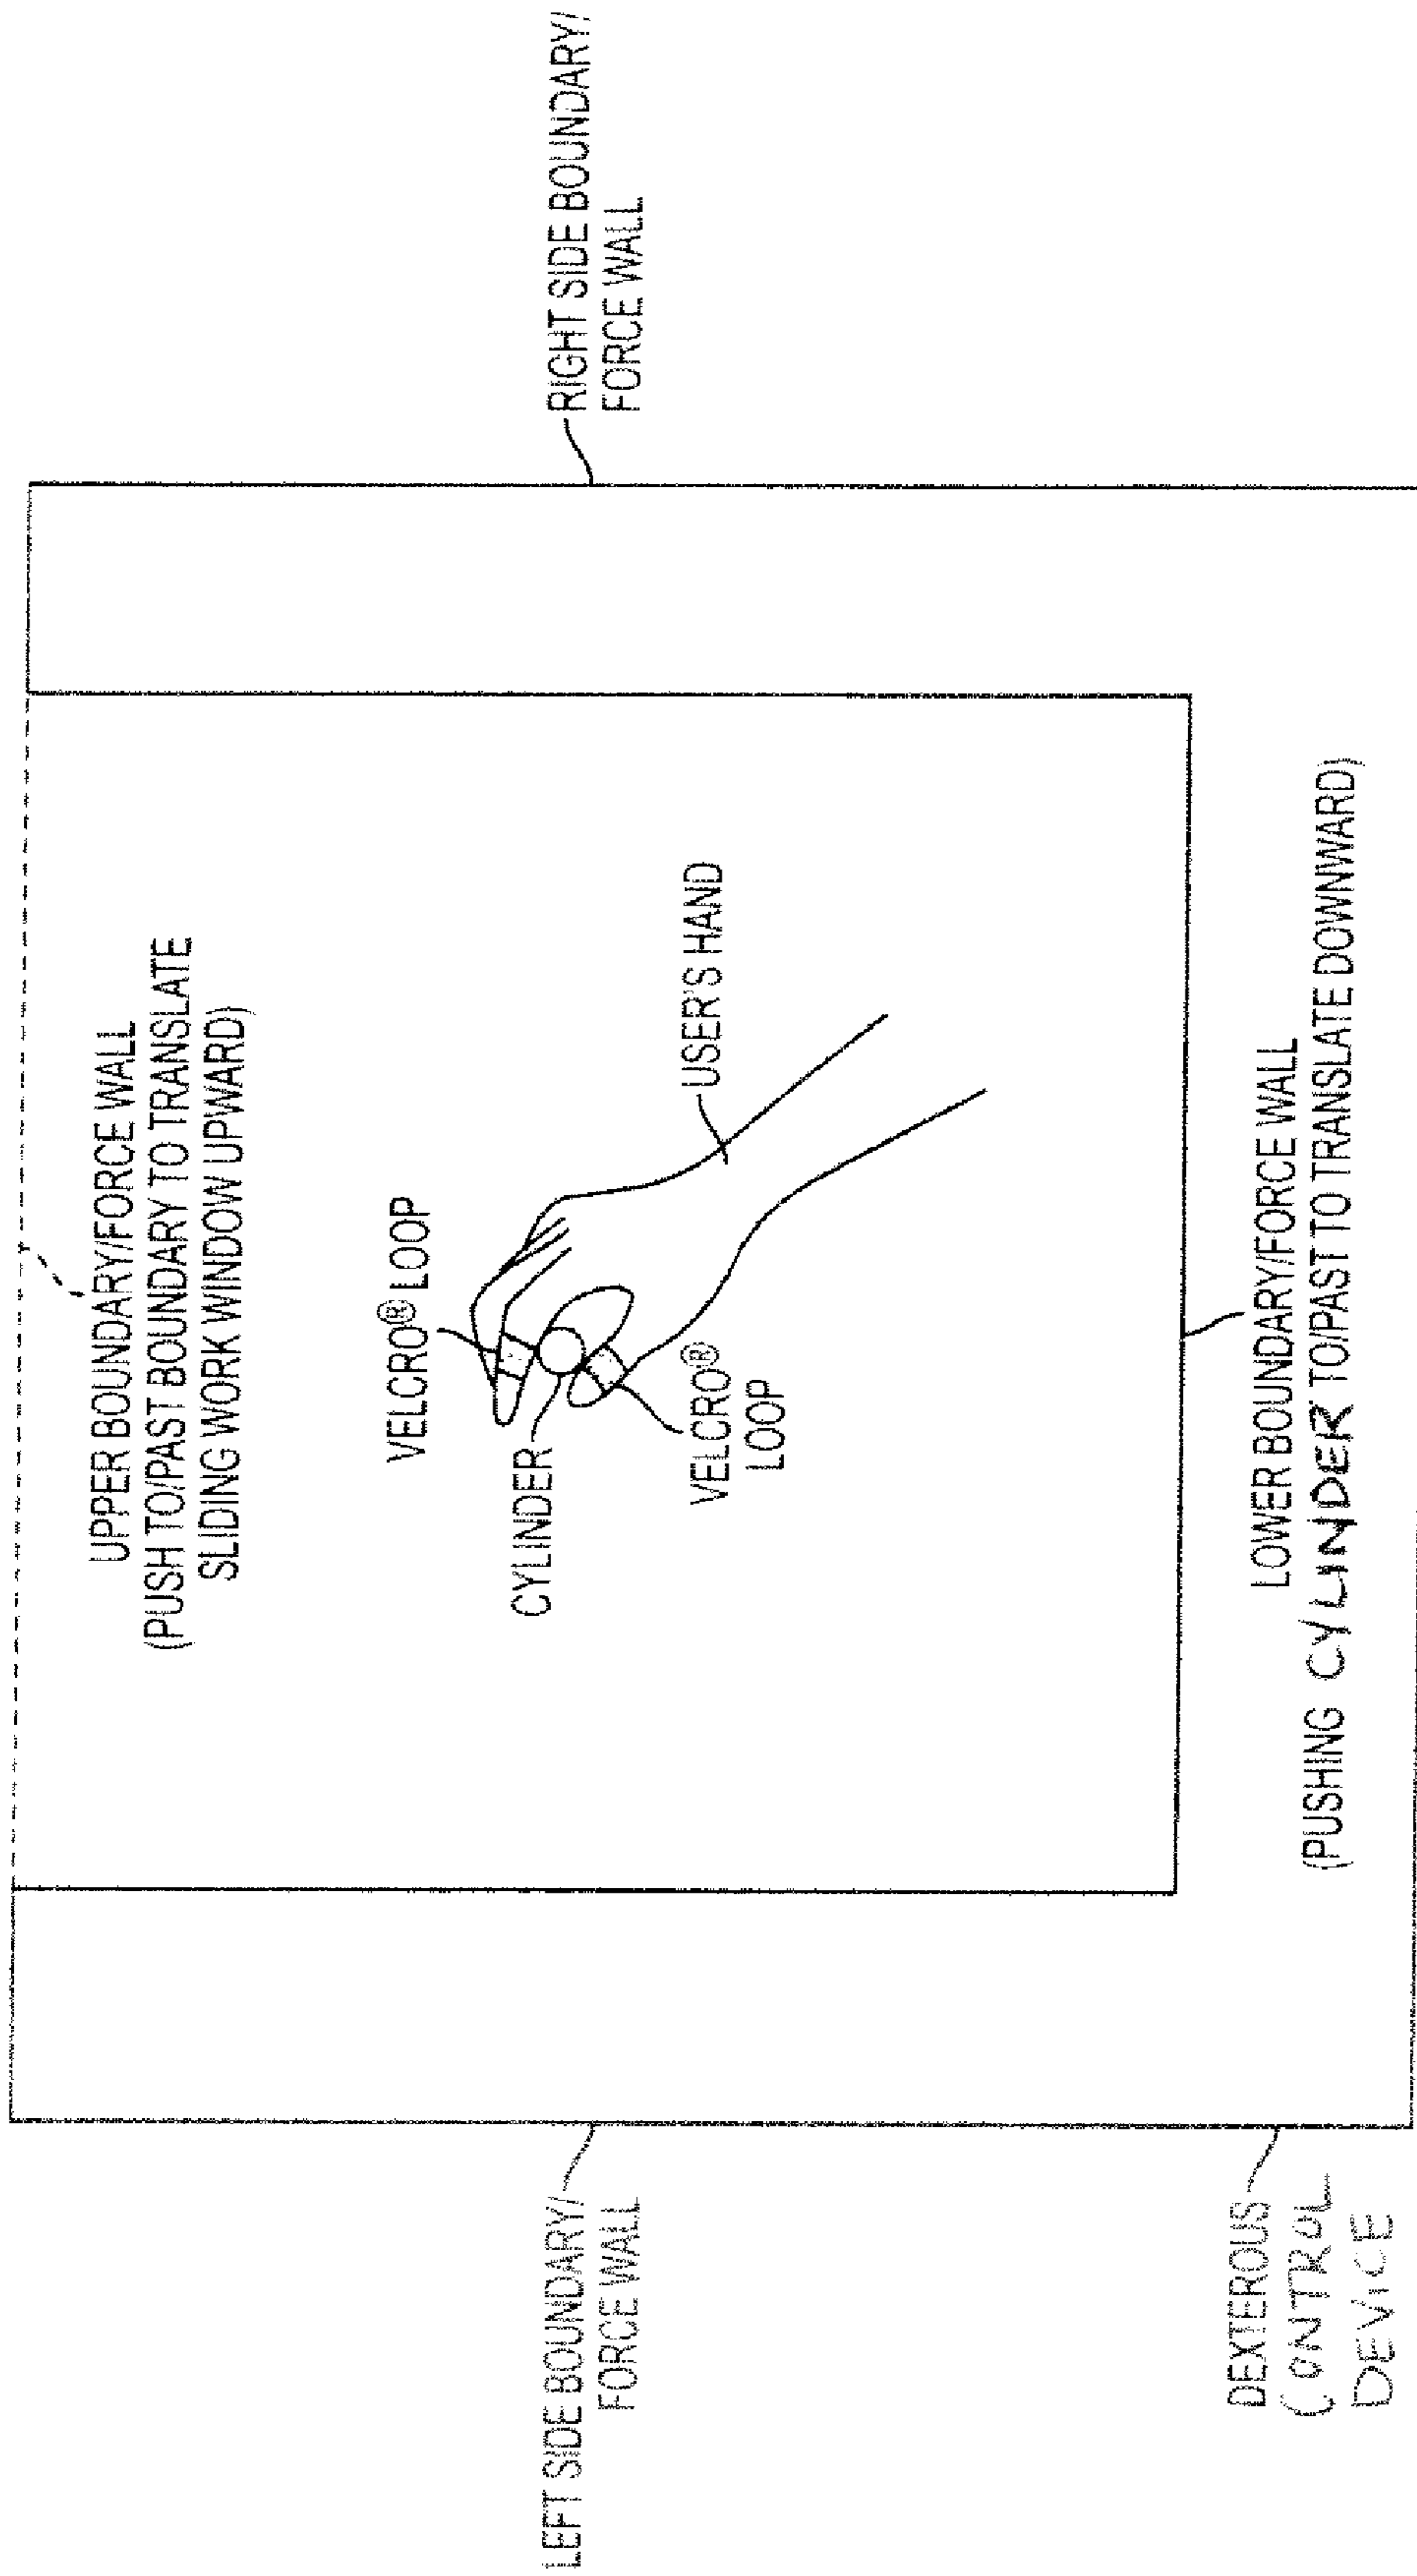 UPPER BOUNDARY/FORCE WALL
(PUSH TO/PAST BOUNDARY TO TRANSLATE
SLIDING WORK WINDOW UPWARD)
VELCRO® LOOP
CYLINDER
VELCRO®
LOOP
USER'S HAND
LEFT SIDE BOUNDARY/
FORCE WALL
RIGHT SIDE BOUNDARY/
FORCE WALL
LOWER BOUNDARY/FORCE WALL
(PUSHING CYLINDER TO/PAST TO TRANSLATE DOWNWARD)
DEXTEROUS
CONTROL
DEVICE